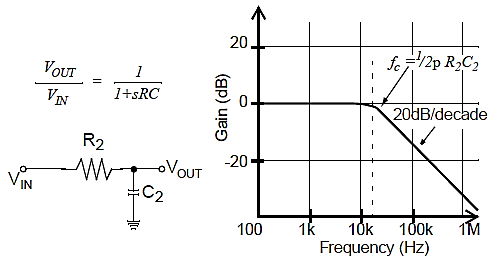 V_OUT / V_IN = 1 / 1+sRC
R2
V_IN
V_OUT
C2
Gain (dB)
20
0
-20
f_c = 1/2p R2C2
20dB/decade
100 1k 10k 100k 1M
Frequency (Hz)